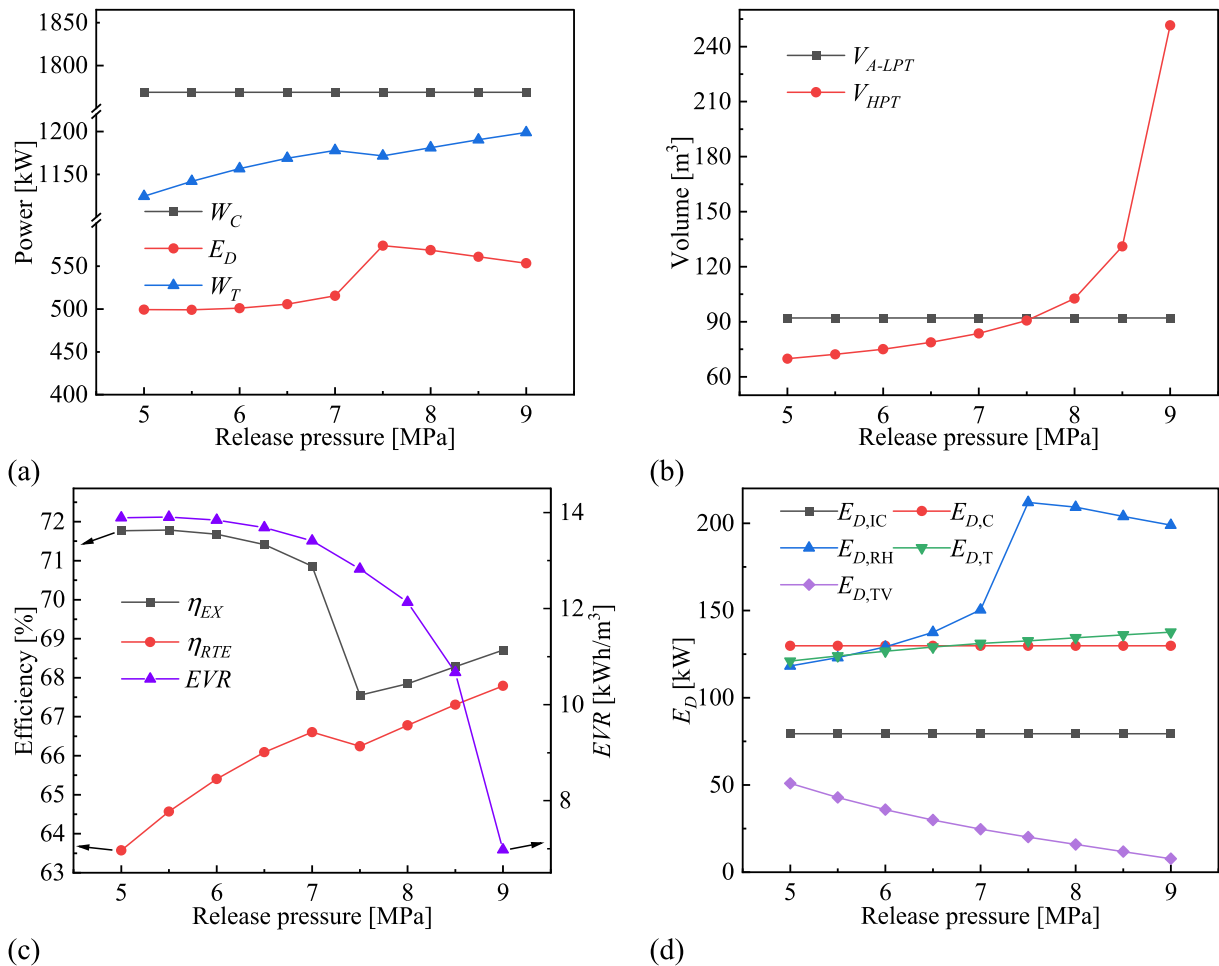 1850
1800
1200
1150
550
500
450
400
Power [kW]
W_C
E_D
W_T
5 6 7 8 9
Release pressure [MPa]
(a)
240
210
180
150
120
90
60
Volume [m³]
V_A-LPT
V_HPT
5 6 7 8 9
Release pressure [MPa]
(b)
72
71
70
69
68
67
66
65
64
63
Efficiency [%]
η_EX
η_RTE
EVR
14
12
10
8
EVR [kWh/m³]
5 6 7 8 9
Release pressure [MPa]
(c)
200
150
100
50
0
E_D [kW]
E_D,IC E_D,C
E_D,RH E_D,T
E_D,TV
5 6 7 8 9
Release pressure [MPa]
(d)